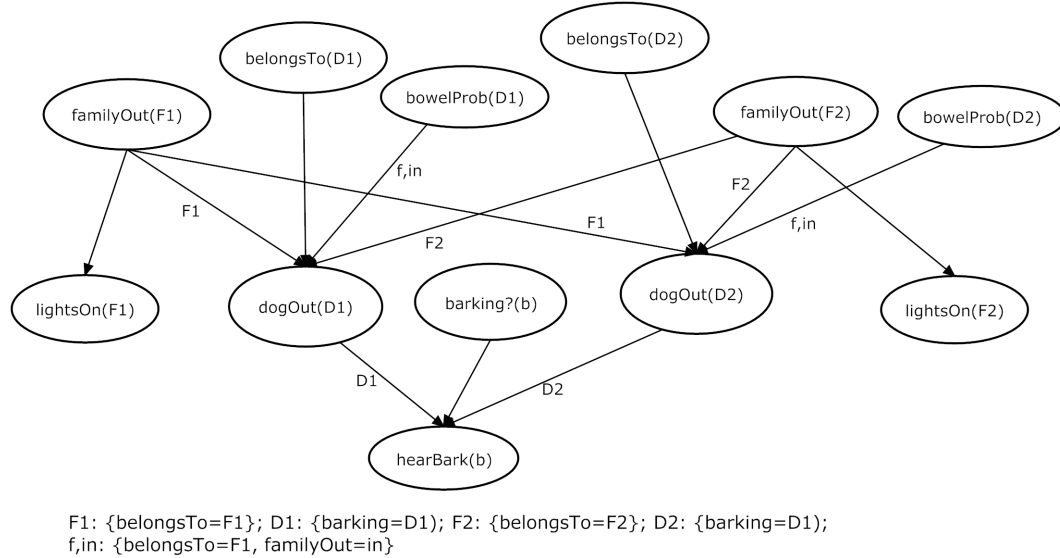 belongsTo(D1)
belongsTo(D2)
familyOut(F1)
bowelProb(D1)
familyOut(F2)
bowelProb(D2)
f,in
F1
F2
F1
F2
f,in
lightsOn(F1)
dogOut(D1)
barking?(b)
dogOut(D2)
lightsOn(F2)
D1
D2
hearBark(b)
F1: {belongsTo=F1}; D1: {barking=D1); F2: {belongsTo=F2}; D2: {barking=D1);
f,in: {belongsTo=F1, familyOut=in}